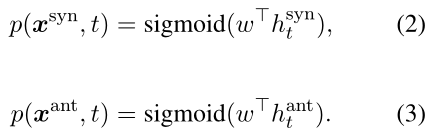 p(x^syn, t) = sigmoid(w^⊤ h_t^syn), (2)
p(x^ant, t) = sigmoid(w^⊤ h_t^ant). (3)